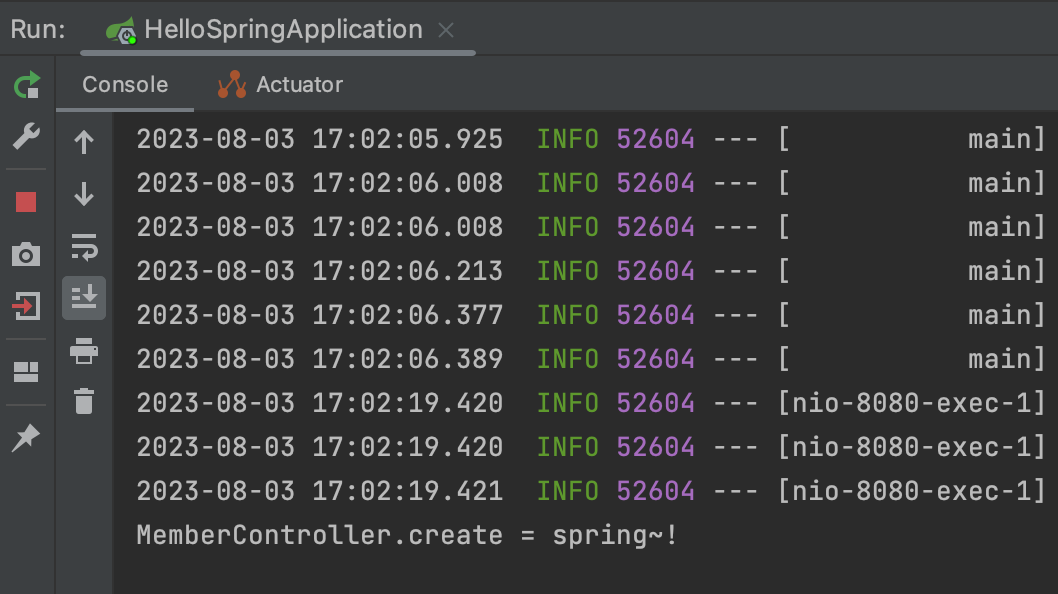 Run: HelloSpringApplication
Console Actuator
2023-08-03 17:02:05.925  INFO 52604 --- [           main]
2023-08-03 17:02:06.008  INFO 52604 --- [           main]
2023-08-03 17:02:06.008  INFO 52604 --- [           main]
2023-08-03 17:02:06.213  INFO 52604 --- [           main]
2023-08-03 17:02:06.377  INFO 52604 --- [           main]
2023-08-03 17:02:06.389  INFO 52604 --- [           main]
2023-08-03 17:02:19.420  INFO 52604 --- [nio-8080-exec-1]
2023-08-03 17:02:19.420  INFO 52604 --- [nio-8080-exec-1]
2023-08-03 17:02:19.421  INFO 52604 --- [nio-8080-exec-1]
MemberController.create = spring~!